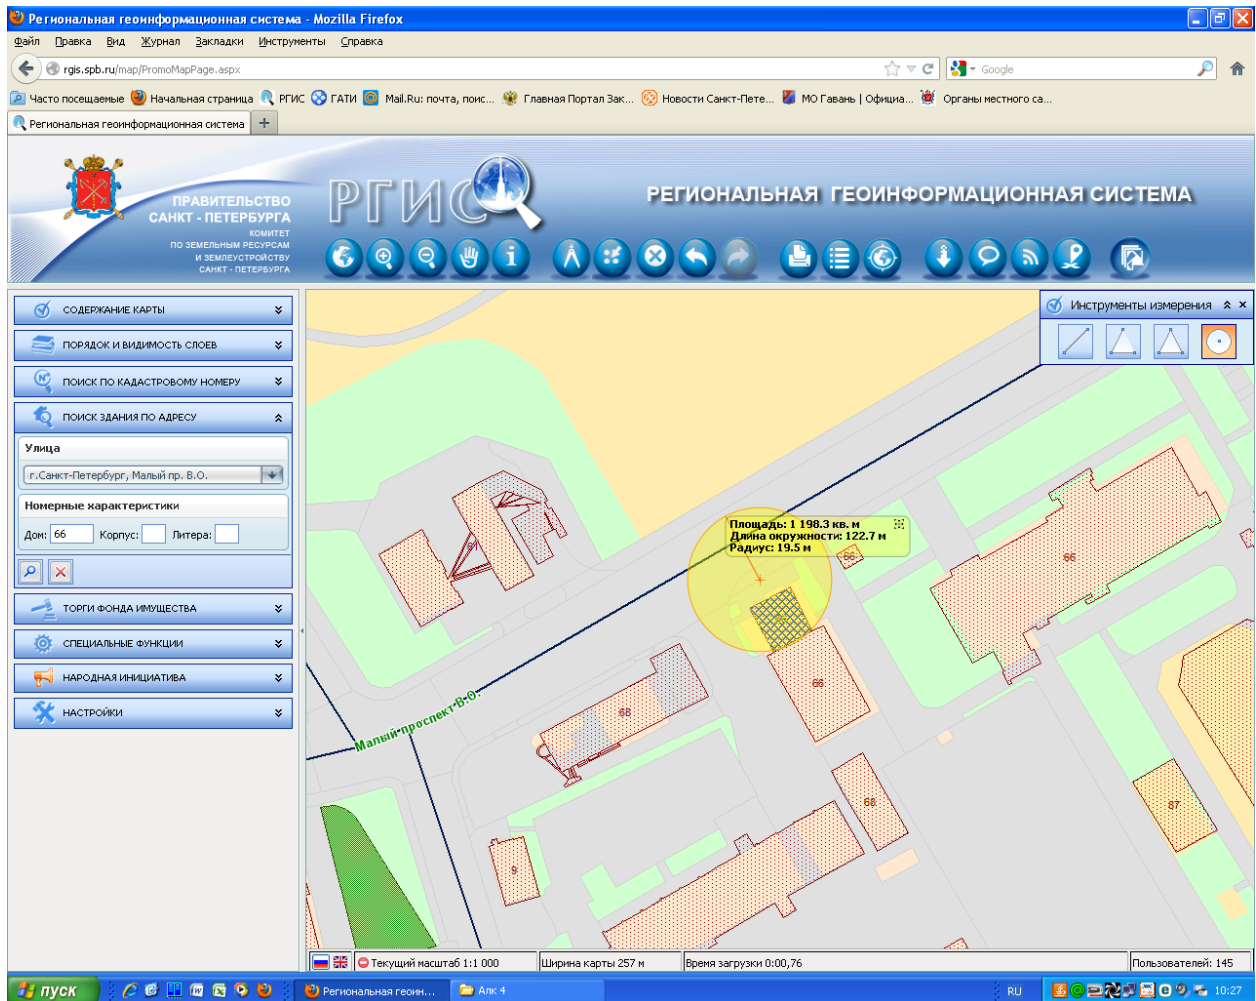 Региональная геоинформационная система - Mozilla Firefox
Файл Правка Вид Журнал Закладки Инструменты Справка
rgis.spb.ru/map/PromoMapPage.aspx
Google
Часто посещаемые Начальная страница РГИС ГАТИ Mail.Ru: почта, поис... Главная Портал Зак... Новости Санкт-Пете... МО Гавань | Официа... Органы местного са...
Региональная геоинформационная система
ПРАВИТЕЛЬСТВО
САНКТ - ПЕТЕРБУРГА
КОМИТЕТ
ПО ЗЕМЕЛЬНЫМ РЕСУРСАМ
И ЗЕМЛЕУСТРОЙСТВУ
САНКТ - ПЕТЕРБУРГА
РГИС
РЕГИОНАЛЬНАЯ ГЕОИНФОРМАЦИОННАЯ СИСТЕМА
СОДЕРЖАНИЕ КАРТЫ
ПОРЯДОК И ВИДИМОСТЬ СЛОЕВ
ПОИСК ПО КАДАСТРОВОМУ НОМЕРУ
ПОИСК ЗДАНИЯ ПО АДРЕСУ
Улица
г.Санкт-Петербург, Малый пр. В.О.
Номерные характеристики
Дом: 66 Корпус: Литера:
ТОРГИ ФОНДА ИМУЩЕСТВА
СПЕЦИАЛЬНЫЕ ФУНКЦИИ
НАРОДНАЯ ИНИЦИАТИВА
НАСТРОЙКИ
Инструменты измерения
Площадь: 1 198.3 кв. м
Длина окружности: 122.7 м
Радиус: 19.5 м
66
66
66
68
Малый проспект В.О.
68
87
9
Текущий масштаб 1:1 000
Ширина карты 257 м
Время загрузки 0:00,76
Пользователей: 145
пуск
Региональная геоин...
Алк 4
RU
10:27